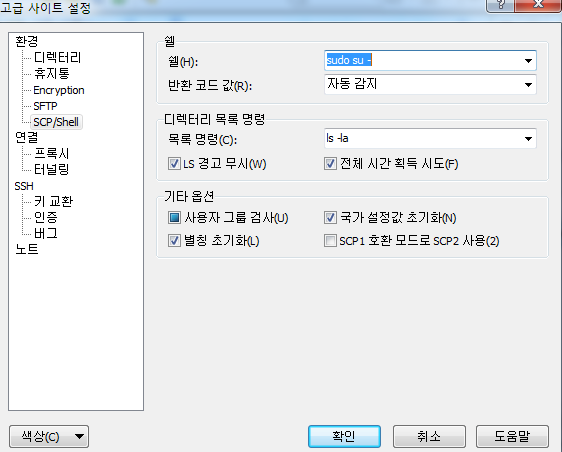 고급 사이트 설정
환경
디렉터리
휴지통
Encryption
SFTP
SCP/Shell
연결
프록시
터널링
SSH
키 교환
인증
버그
노트
쉘
쉘(H): sudo su -
반환 코드 값(R): 자동 감지
디렉터리 목록 명령
목록 명령(C): ls -la
LS 경고 무시(W) 전체 시간 획득 시도(F)
기타 옵션
사용자 그룹 검사(U) 국가 설정값 초기화(N)
별칭 초기화(L) SCP1 호환 모드로 SCP2 사용(2)
색상(C) 확인 취소 도움말